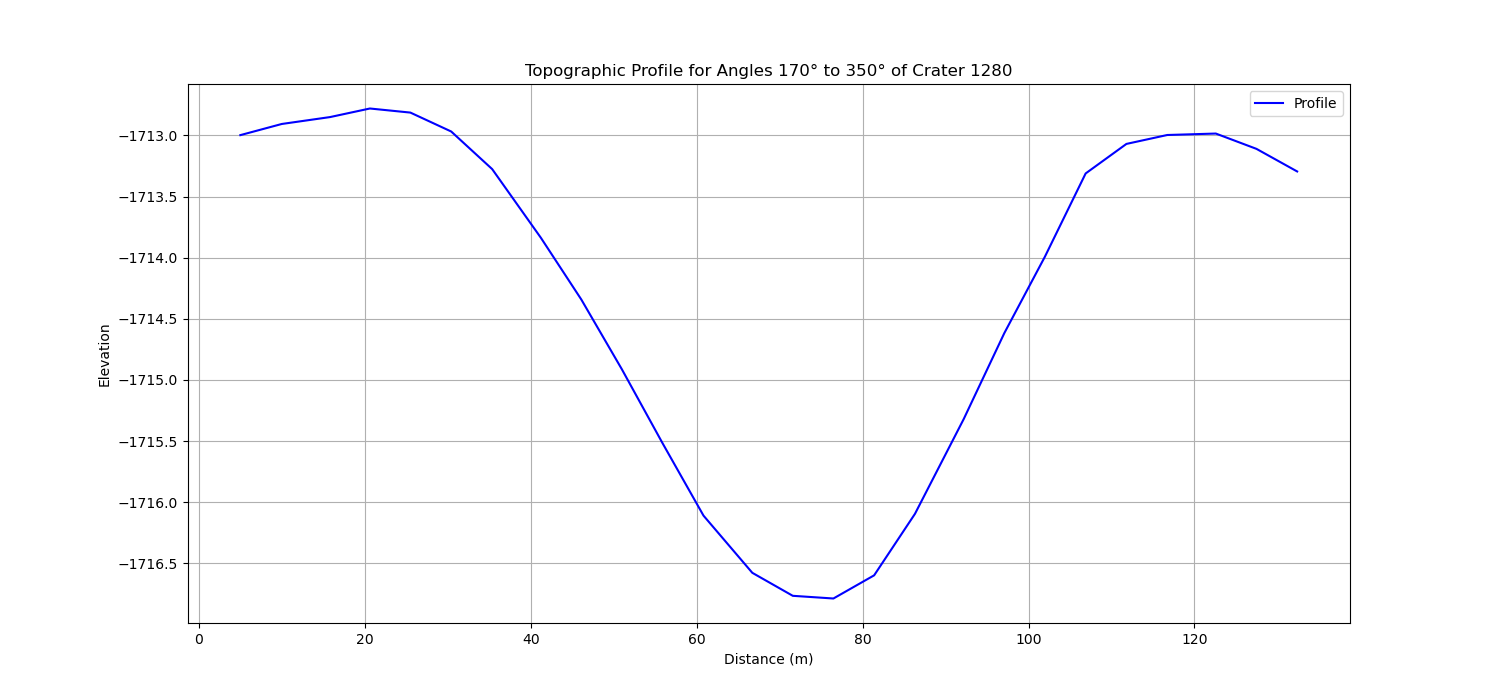 Topographic Profile for Angles 170° to 350° of Crater 1280
Profile
−1713.0
−1713.5
−1714.0
−1714.5
−1715.0
−1715.5
−1716.0
−1716.5
Elevation
0 20 40 60 80 100 120
Distance (m)